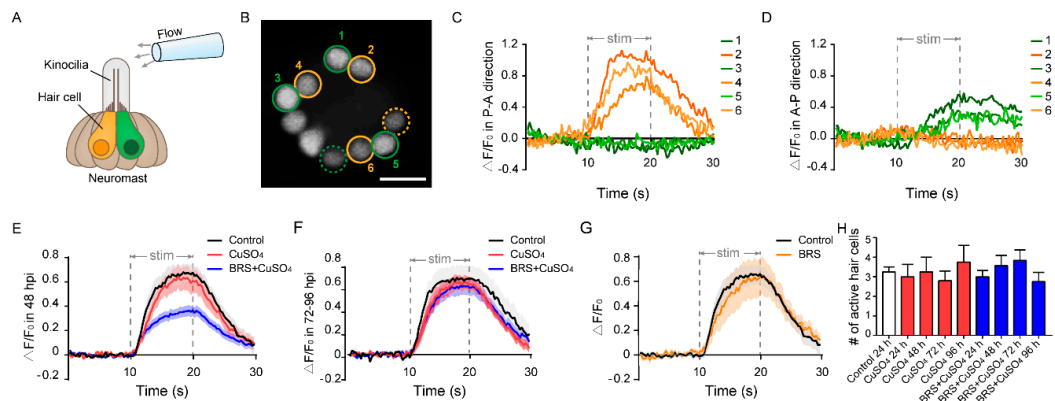 A
Flow
Kinocilia
Hair cell
Neuromast
B
1
2
3
4
5
6
C
stim
△F/F₀ in P-A direction
1.2
0.8
0.4
0.0
-0.4
10
20
30
Time (s)
1
2
3
4
5
6
D
stim
△F/F₀ in A-P direction
1.2
0.8
0.4
0.0
-0.4
10
20
30
Time (s)
1
2
3
4
5
6
E
Control
CuSO₄
BRS+CuSO₄
stim
△F/F₀ in 48 hpi
0.8
0.6
0.4
0.2
0
-0.2
10
20
30
Time (s)
F
Control
CuSO₄
BRS+CuSO₄
stim
△F/F₀ in 72-96 hpi
0.8
0.6
0.4
0.2
0
-0.2
10
20
30
Time (s)
G
Control
BRS
stim
△F/F₀
0.8
0.6
0.4
0.2
0
-0.2
10
20
30
Time (s)
H
# of active hair cells
5
4
3
2
1
0
Control 24 h
CuSO4 24 h
CuSO4 48 h
CuSO4 72 h
CuSO4 96 h
BRS+CuSO4 24 h
BRS+CuSO4 48 h
BRS+CuSO4 72 h
BRS+CuSO4 96 h